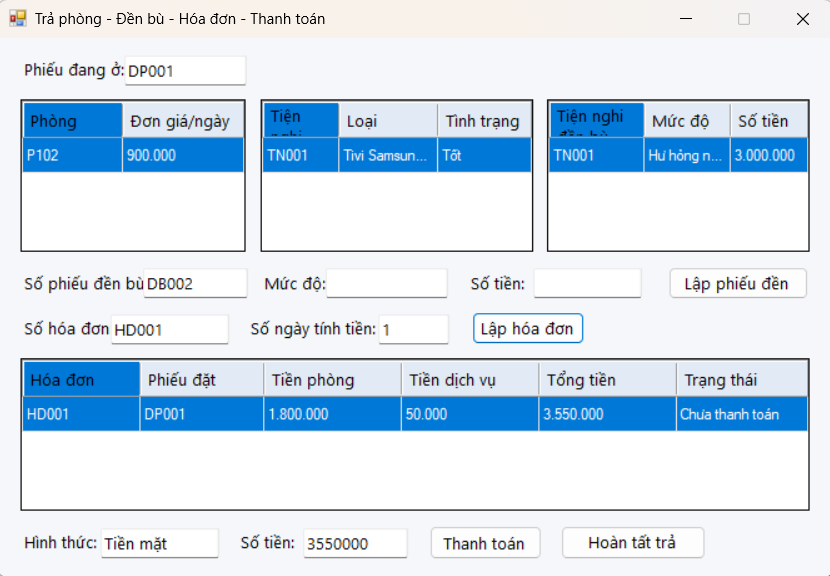 Trả phòng - Đền bù - Hóa đơn - Thanh toán
Phiếu đang ở: DP001
Phòng Đơn giá/ngày
P102 900.000
Tiện nghi Loại Tình trạng
TN001 Tivi Samsun... Tốt
Tiện nghi đền bù Mức độ Số tiền
TN001 Hư hỏng n... 3.000.000
Số phiếu đền bù DB002 Mức độ: Số tiền: Lập phiếu đền
Số hóa đơn HD001 Số ngày tính tiền: 1 Lập hóa đơn
Hóa đơn Phiếu đặt Tiền phòng Tiền dịch vụ Tổng tiền Trạng thái
HD001 DP001 1.800.000 50.000 3.550.000 Chưa thanh toán
Hình thức: Tiền mặt Số tiền: 3550000 Thanh toán Hoàn tất trả